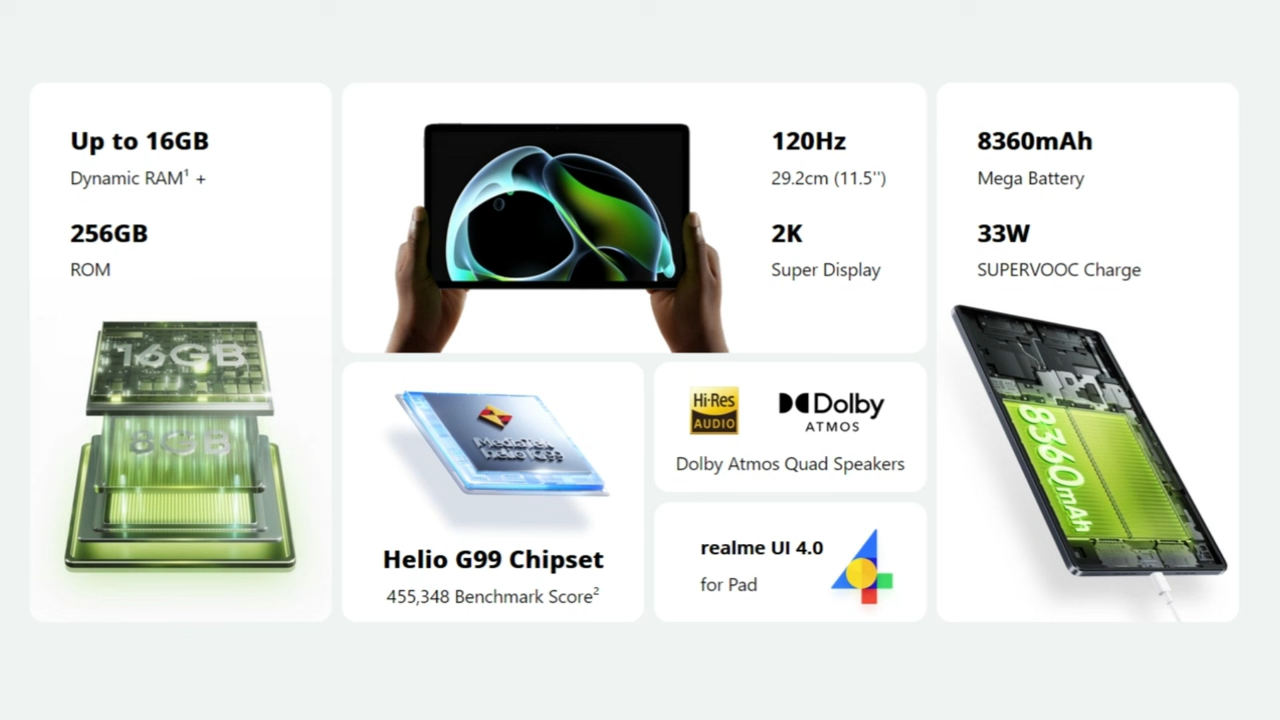 Up to 16GB
Dynamic RAM¹ +
256GB
ROM
16GB
8GB
120Hz
29.2cm (11.5'')
2K
Super Display
MediaTek
Helio G99
Helio G99 Chipset
455,348 Benchmark Score²
Hi-Res
AUDIO
Dolby
ATMOS
Dolby Atmos Quad Speakers
realme UI 4.0
for Pad
8360mAh
Mega Battery
33W
SUPERVOOC Charge
8360mAh